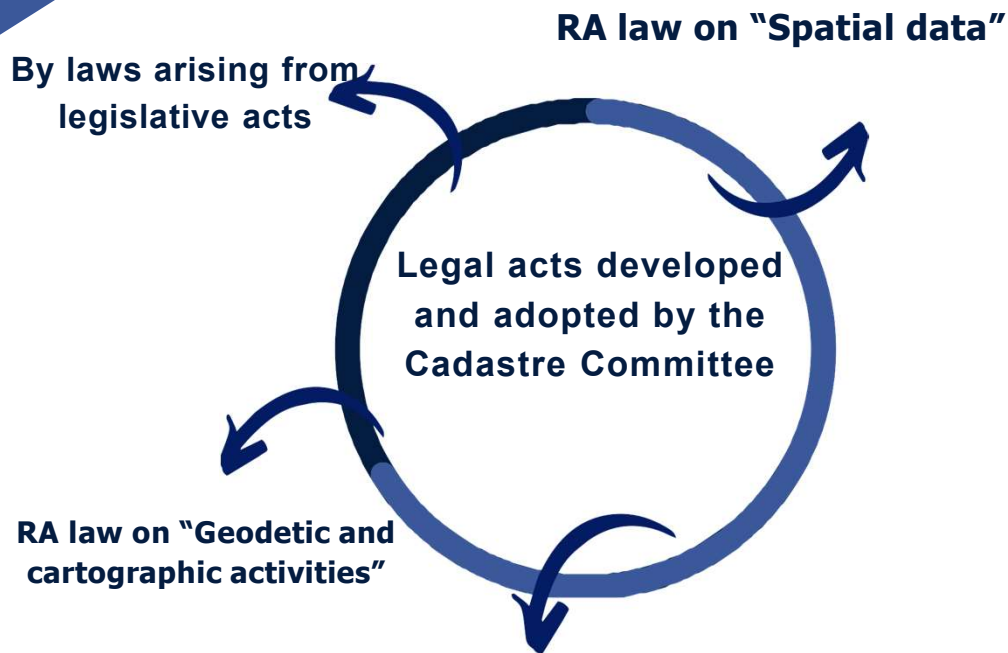 RA law on “Spatial data”
By laws arising from
legislative acts
Legal acts developed
and adopted by the
Cadastre Committee
RA law on “Geodetic and
cartographic activities”